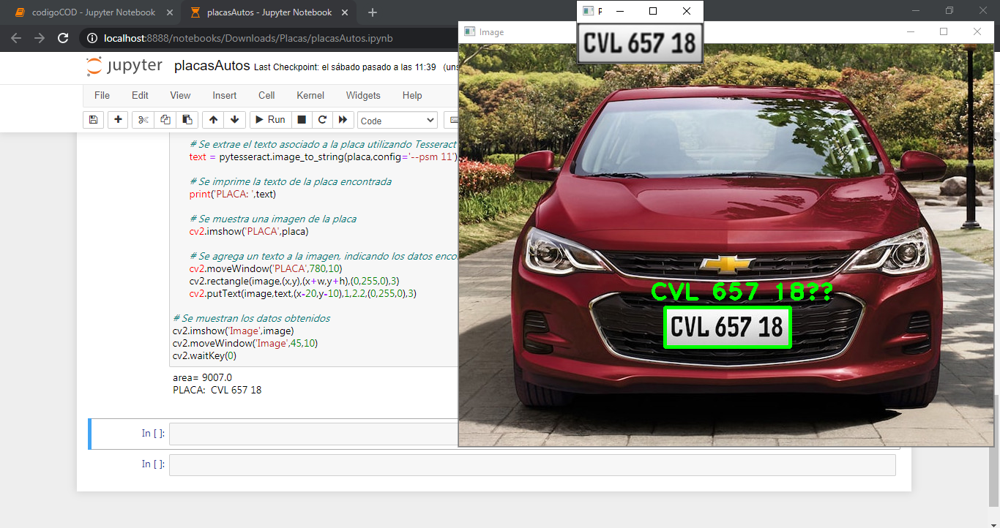 codigoCOD - Jupyter Notebook
placasAutos - Jupyter Notebook
localhost:8888/notebooks/Downloads/Placas/placasAutos.ipynb
jupyter placasAutos Last Checkpoint: el sábado pasado a las 11:39 (uns
File Edit View Insert Cell Kernel Widgets Help
Run
Code
# Se extrae el texto asociado a la placa utilizando Tesseract
text = pytesseract.image_to_string(placa,config='--psm 11')
# Se imprime la texto de la placa encontrada
print('PLACA: ',text)
# Se muestra una imagen de la placa
cv2.imshow('PLACA',placa)
# Se agrega un texto a la imagen, indicando los datos enco
cv2.moveWindow('PLACA',780,10)
cv2.rectangle(image,(x,y),(x+w,y+h),(0,255,0),3)
cv2.putText(image,text,(x-20,y-10),1,2.2,(0,255,0),3)
# Se muestran los datos obtenidos
cv2.imshow('Image',image)
cv2.moveWindow('Image',45,10)
cv2.waitKey(0)
area= 9007.0
PLACA: CVL 657 18
In [ ]:
In [ ]:
P
CVL 657 18
Image
CVL 657 18??
CVL 657 18